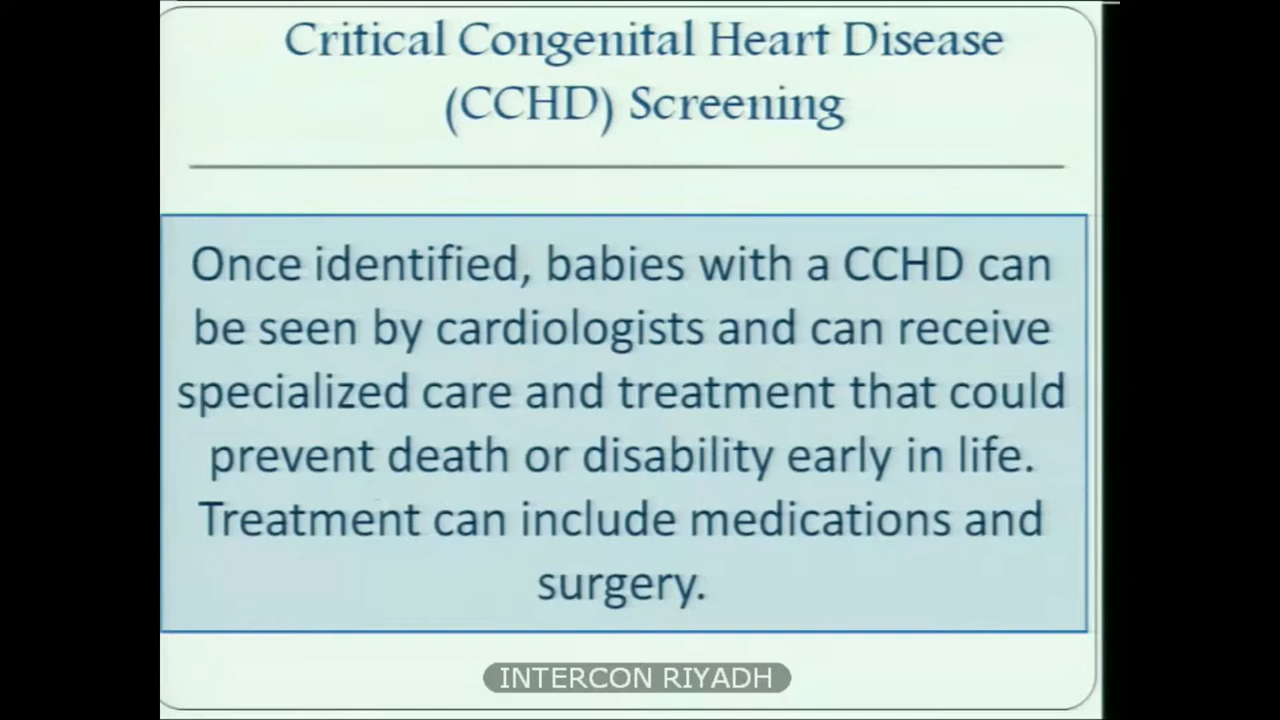 Critical Congenital Heart Disease
(CCHD) Screening
Once identified, babies with a CCHD can
be seen by cardiologists and can receive
specialized care and treatment that could
prevent death or disability early in life.
Treatment can include medications and
surgery.
INTERCON RIYADH